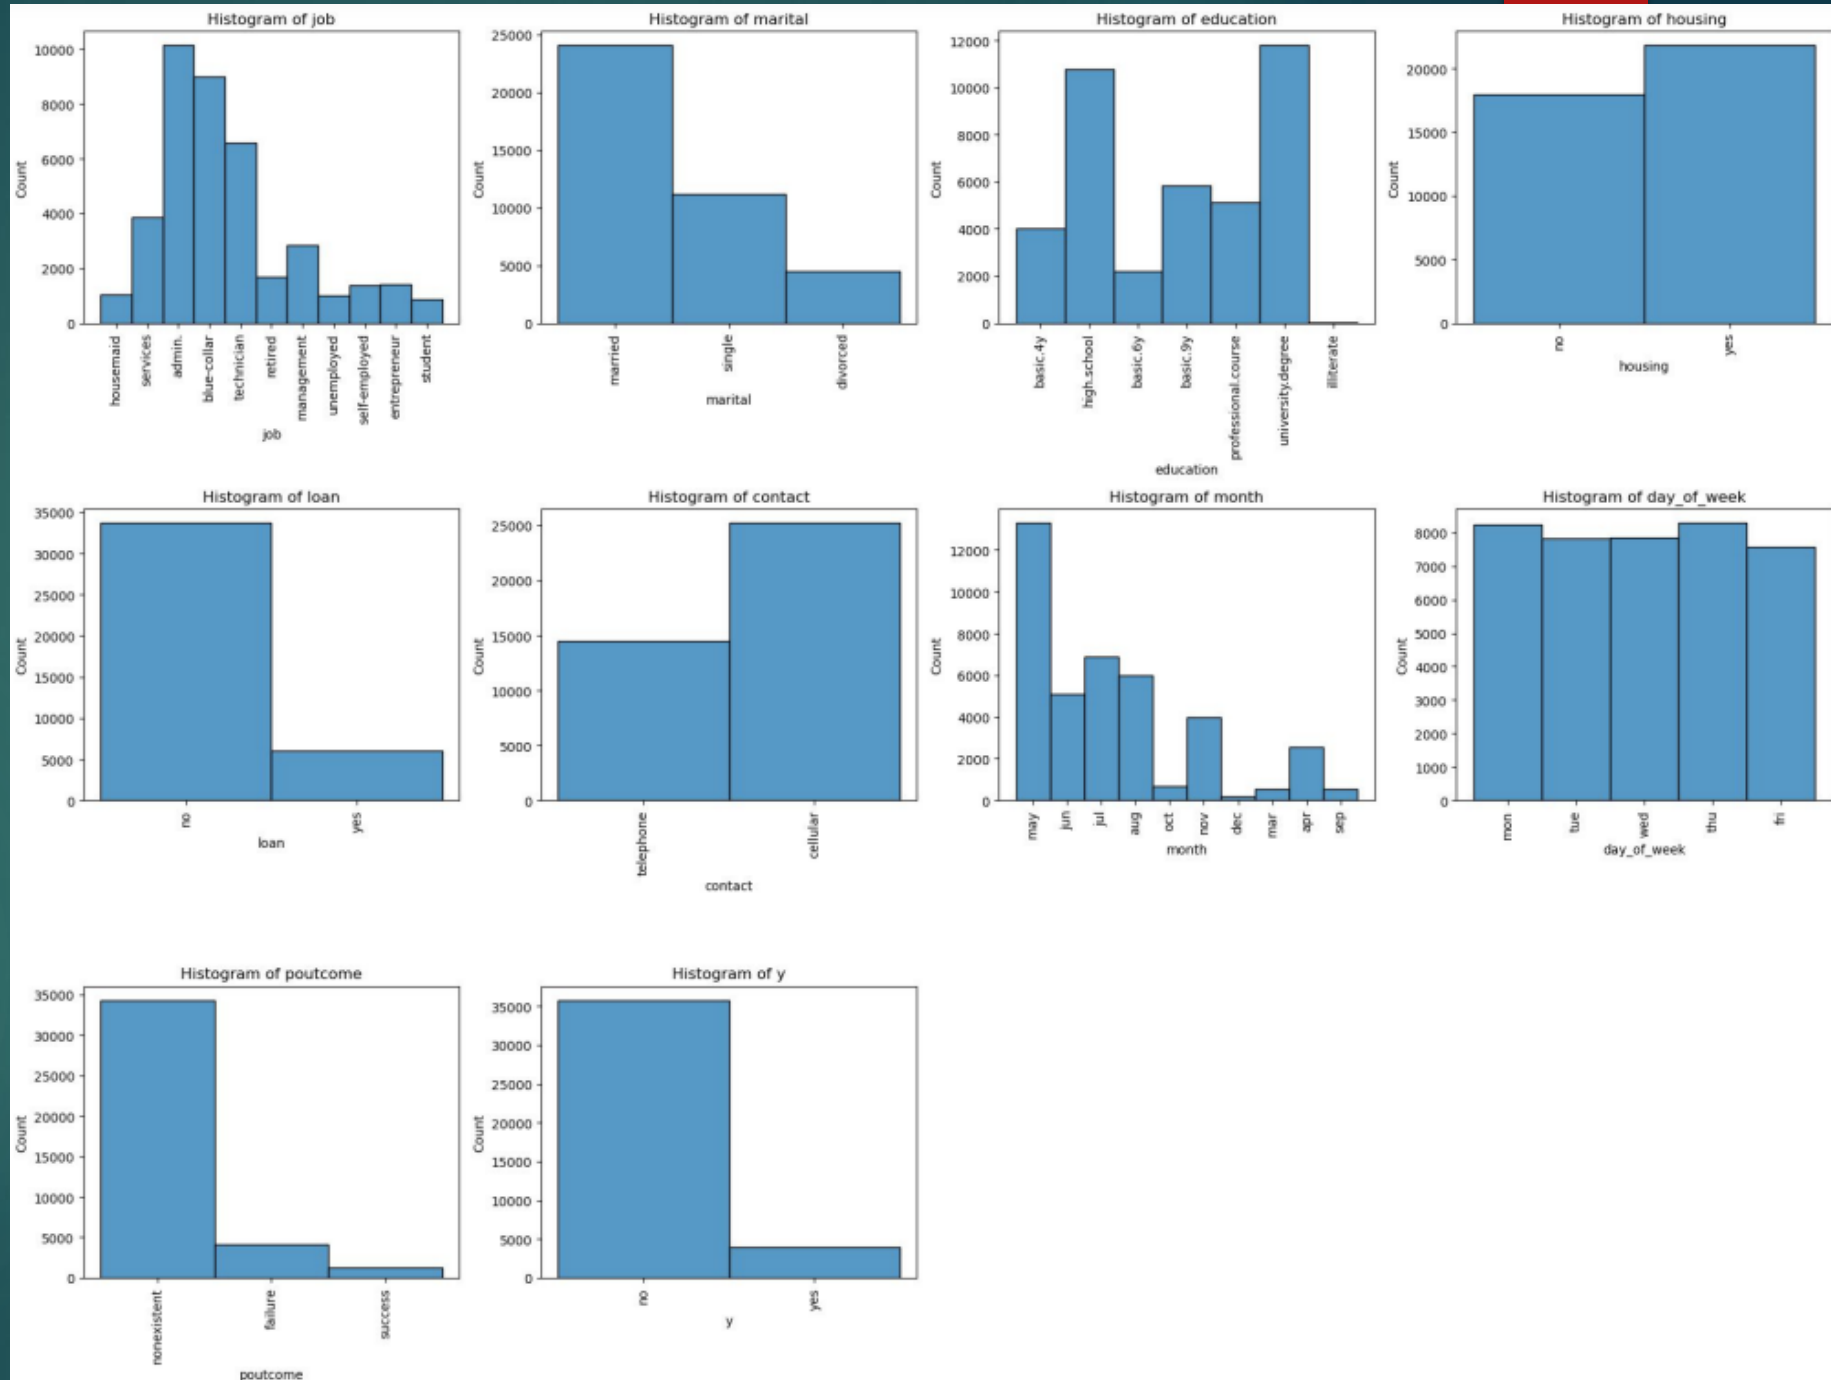 Histogram of job
10000
8000
6000
4000
2000
0
Count
housemaid
services
admin.
blue-collar
technician
retired
management
unemployed
self-employed
entrepreneur
student
job
Histogram of marital
25000
20000
15000
10000
5000
0
Count
married
single
divorced
marital
Histogram of education
12000
10000
8000
6000
4000
2000
0
Count
basic.4y
high.school
basic.6y
basic.9y
professional.course
university.degree
illiterate
education
Histogram of housing
20000
15000
10000
5000
0
Count
no
yes
housing
Histogram of loan
35000
30000
25000
20000
15000
10000
5000
0
Count
no
yes
loan
Histogram of contact
25000
20000
15000
10000
5000
0
Count
telephone
cellular
contact
Histogram of month
12000
10000
8000
6000
4000
2000
0
Count
may
jun
jul
aug
oct
nov
dec
mar
apr
sep
month
Histogram of day_of_week
8000
7000
6000
5000
4000
3000
2000
1000
0
Count
mon
tue
wed
thu
fri
day_of_week
Histogram of poutcome
35000
30000
25000
20000
15000
10000
5000
0
Count
nonexistent
failure
success
poutcome
Histogram of y
35000
30000
25000
20000
15000
10000
5000
0
Count
no
yes
y